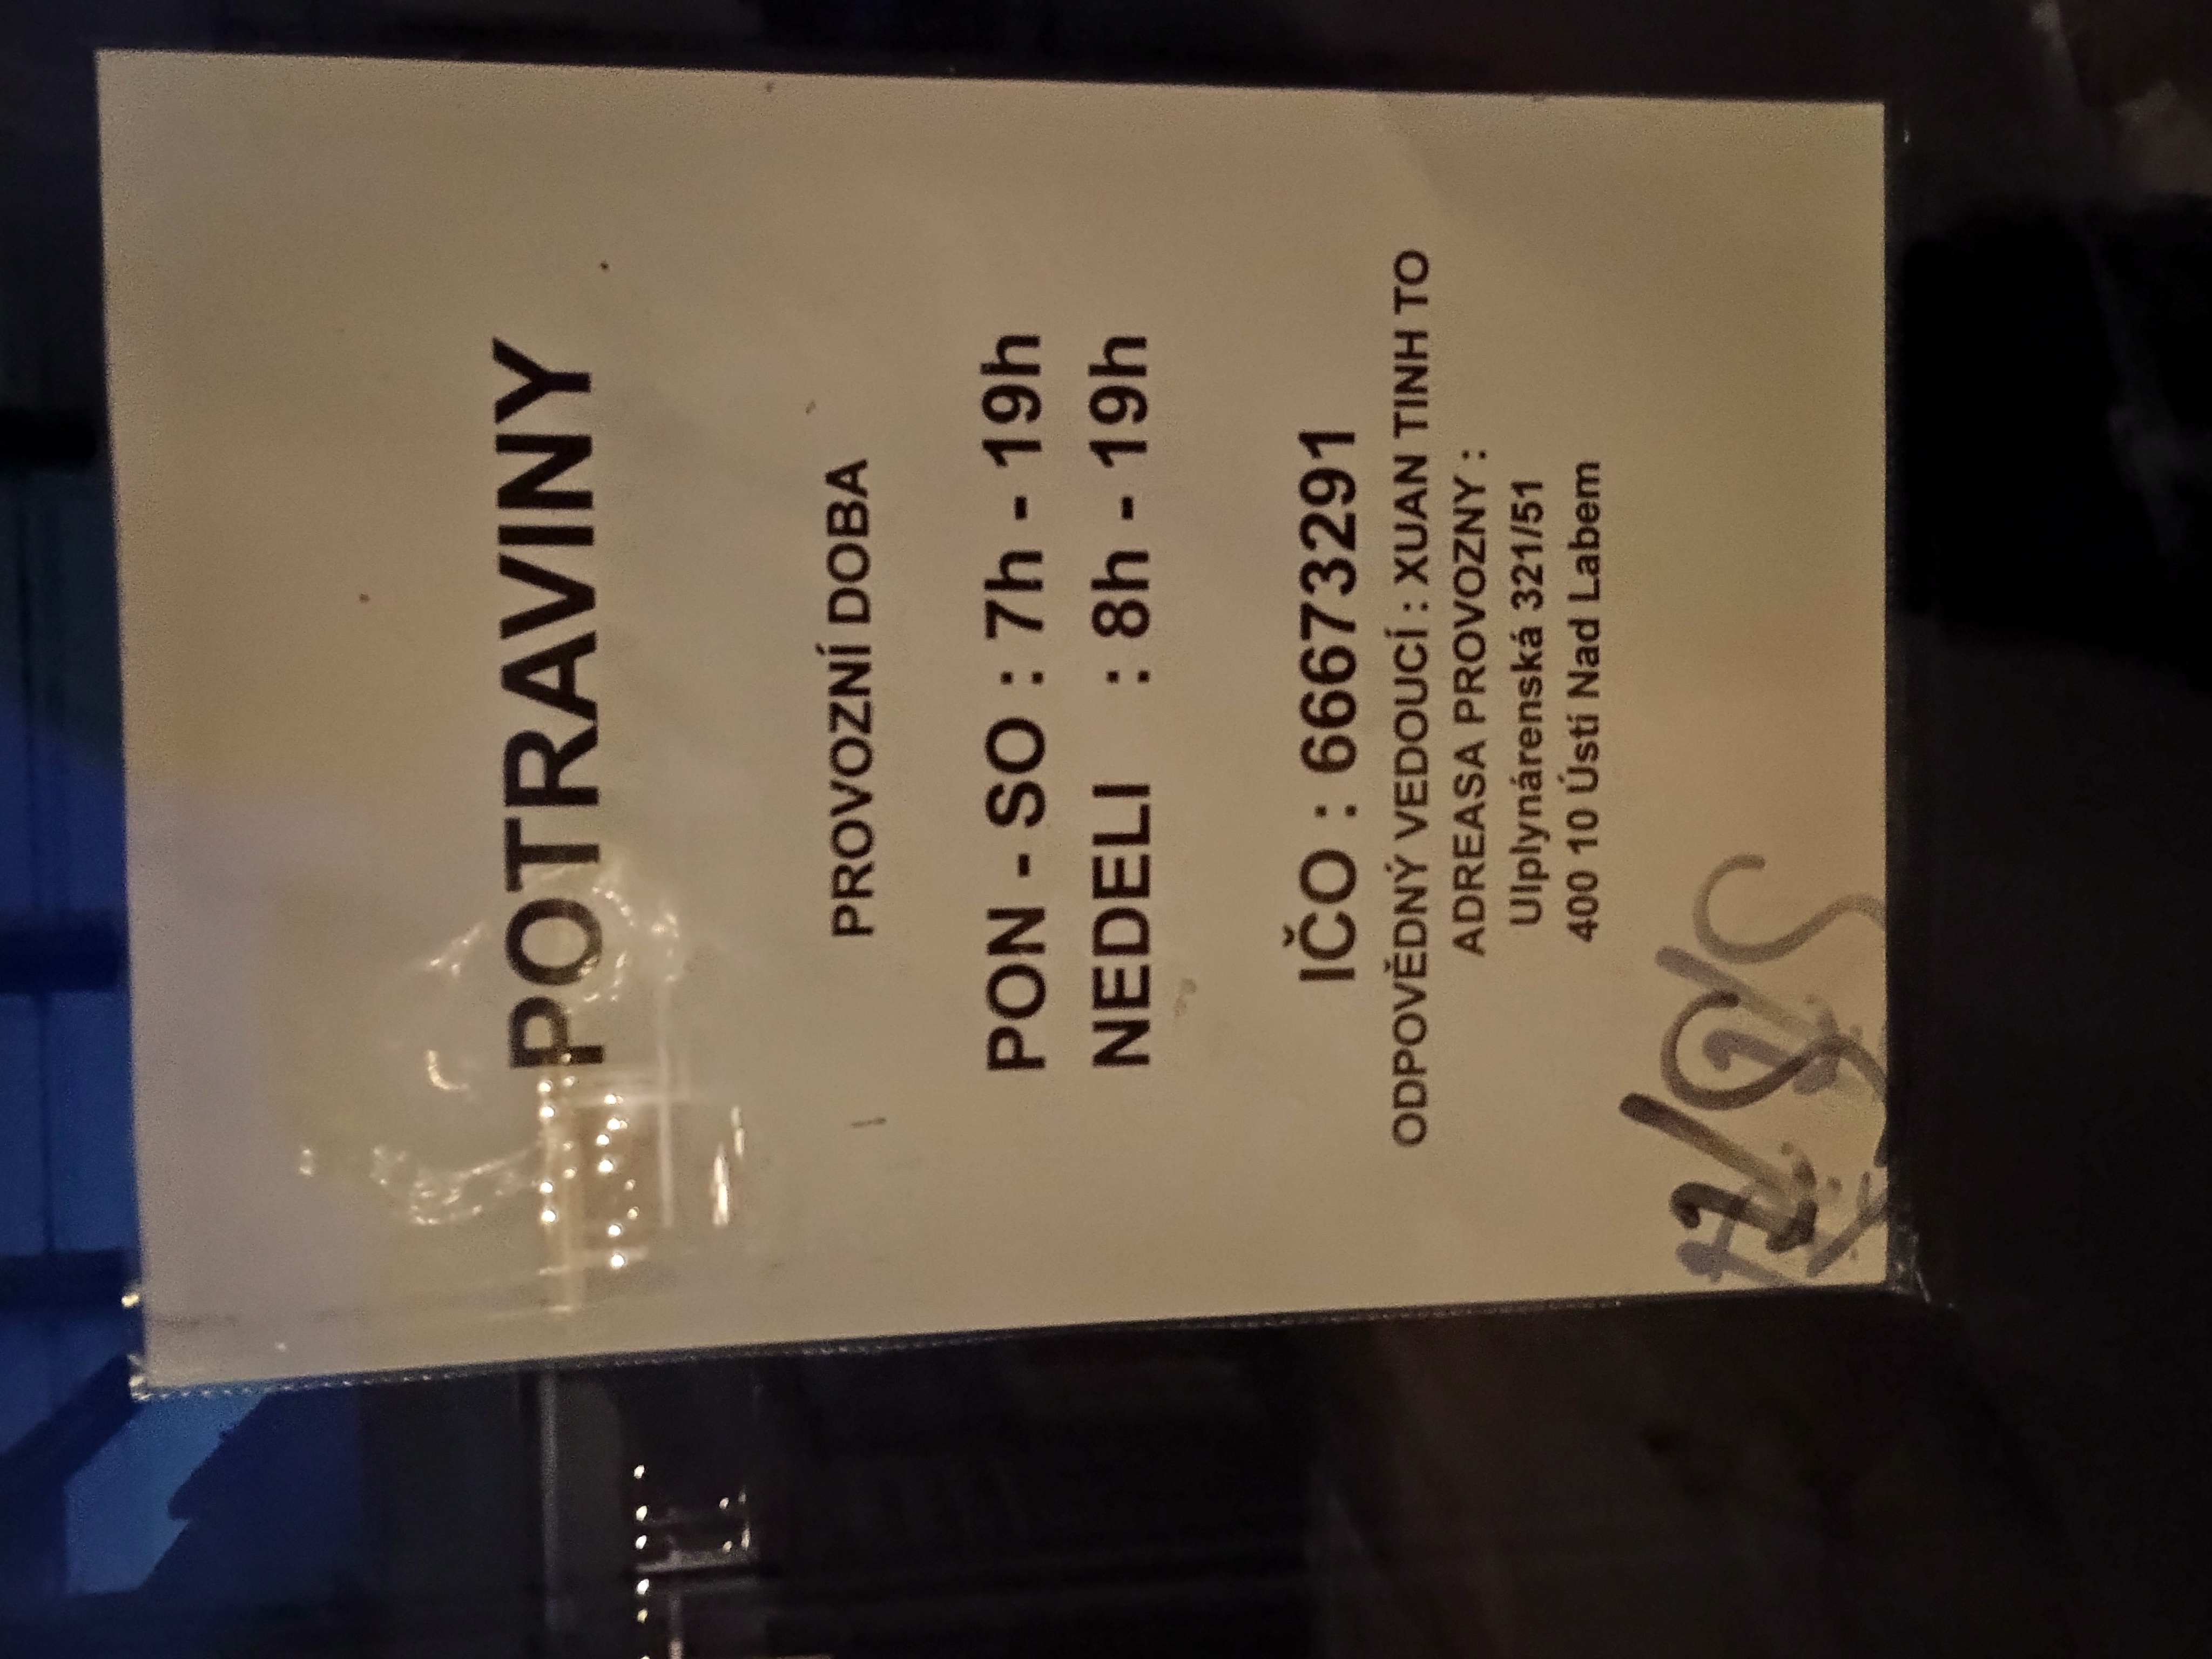 POTRAVINY
PROVOZNÍ DOBA
PON - SO : 7h - 19h
NEDELI : 8h - 19h
IČO : 66673291
ODPOVĚDNÝ VEDOUCÍ : XUAN TINH TO
ADREASA PROVOZNY :
Ulplynárenská 321/51
400 10 Ústí Nad Labem